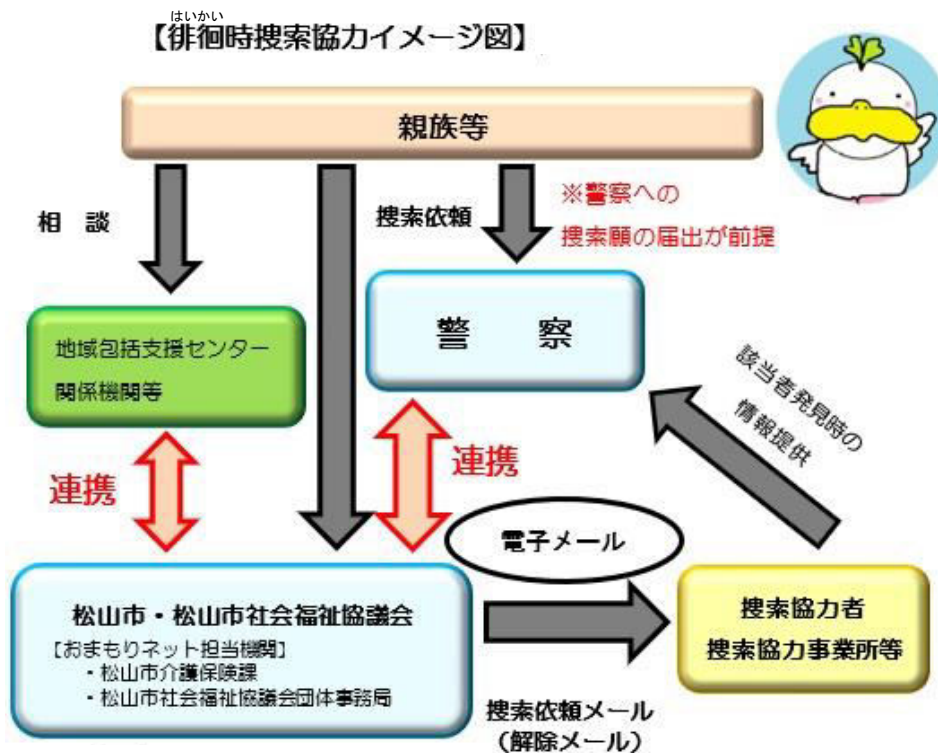 はいかい
【徘徊時捜索協力イメージ図】
親族等
相　談
捜索依頼
※警察への
捜索願の届出が前提
地域包括支援センター
関係機関等
警　察
該当者発見時の
情報提供
連携
連携
電子メール
松山市・松山市社会福祉協議会
【おまもりネット担当機関】
・松山市介護保険課
・松山市社会福祉協議会団体事務局
捜索協力者
捜索協力事業所等
捜索依頼メール
（解除メール）